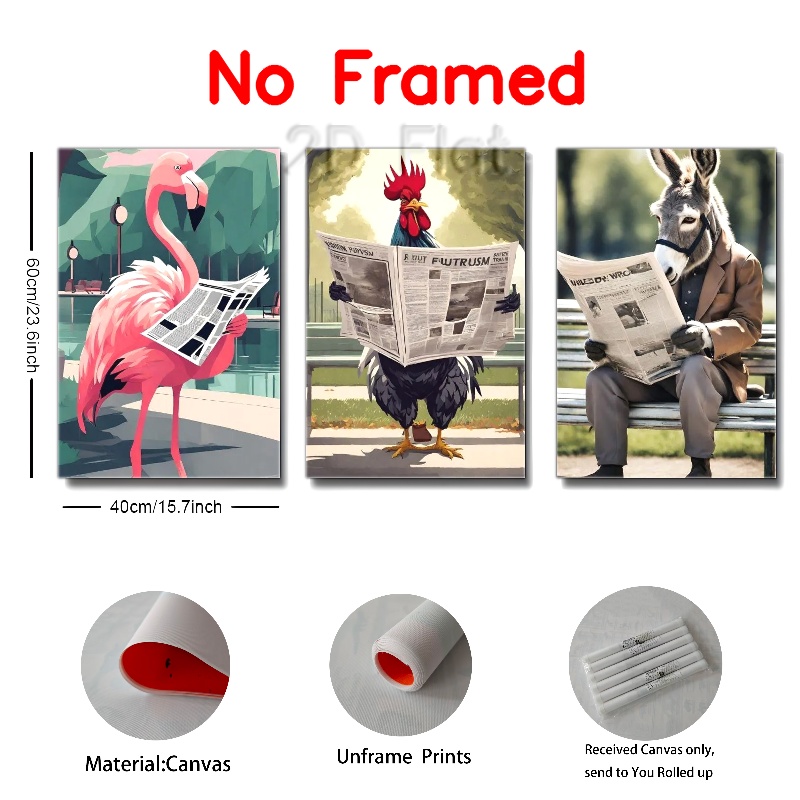 No Framed
2D Flat
60cm/23.6inch
40cm/15.7inch
FWTRUSM
Material:Canvas
Unframe Prints
Received Canvas only,
send to You Rolled up